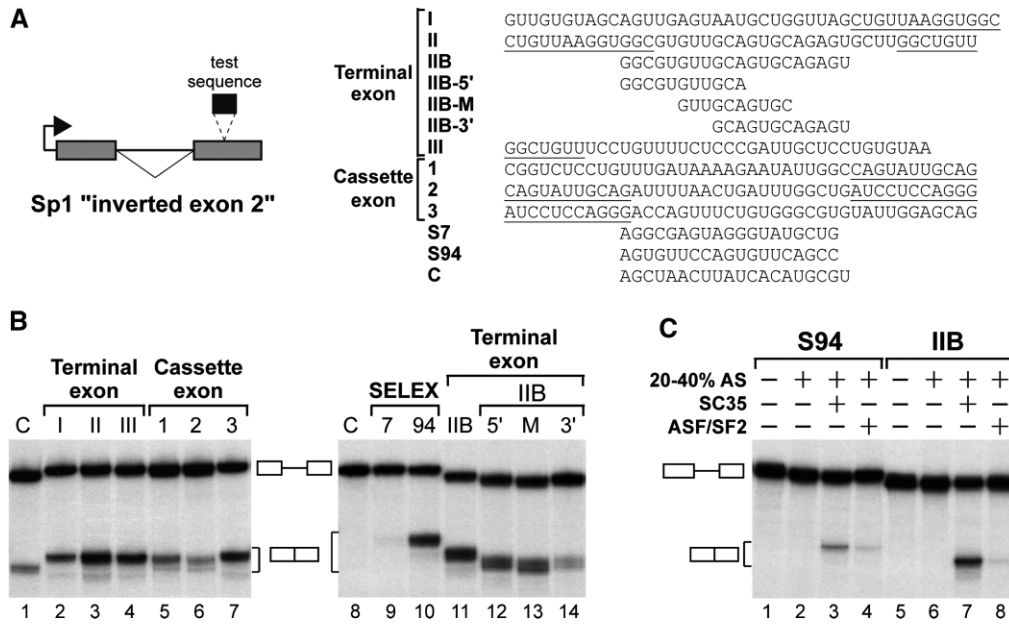 A
test
sequence
Sp1 "inverted exon 2"
Terminal
exon
Cassette
exon
I GUUGUGUAGCAGUUGAGUAAUGCUGGUUAGCUGUUAAGGUGGC
II CUGUUAAGGUGGCGUGUUGCAGUGCAGAGUGCUUGGCUGUU
IIB GGCGUGUUGCAGUGCAGAGU
IIB-5' GGCGUGUUGCA
IIB-M GUUGCAGUGC
IIB-3' GCAGUGCAGAGU
III GGCUGUUUCCUGUUUUCUCCCGAUUGCUCCUGUGUAA
1 CGGUCUCCUGUUUGAUAAAAGAAUAUUGGCCAGUAUUGCAG
2 CAGUAUUGCAGAUUUUAACUGAUUUGGCUGAUCCUCCAGGG
3 AUCCUCCAGGGACCAGUUUCUGUGGGCGUGUAUUGGAGCAG
S7 AGGCGAGUAGGGUAUGCUG
S94 AGUGUUCCAGUGUUCAGCC
C AGCUAACUUAUCACAUGCGU
B
Terminal
exon
Cassette
exon
C I II III 1 2 3
1 2 3 4 5 6 7
Terminal
exon
SELEX IIB
C 7 94 IIB 5' M 3'
8 9 10 11 12 13 14
C
S94 IIB
20-40% AS − + + + − + + +
SC35 + +
ASF/SF2 + +
1 2 3 4 5 6 7 8